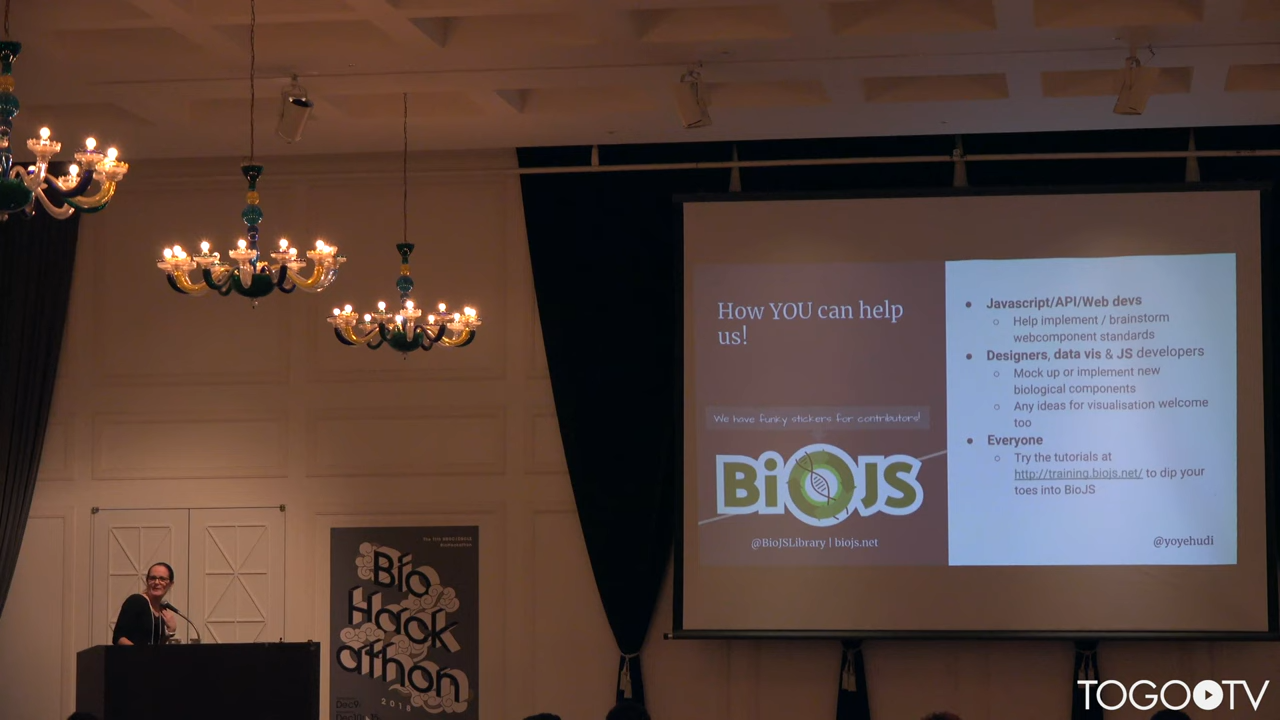 How YOU can help
us!
We have funky stickers for contributors!
BiOJS
@BioJSLibrary | biojs.net
● Javascript/API/Web devs
○ Help implement / brainstorm
webcomponent standards
● Designers, data vis & JS developers
○ Mock up or implement new
biological components
○ Any ideas for visualisation welcome
too
● Everyone
○ Try the tutorials at
http://training.biojs.net/ to dip your
toes into BioJS
@yoyehudi
Bio
Hack
athon
2018
TOGOTV